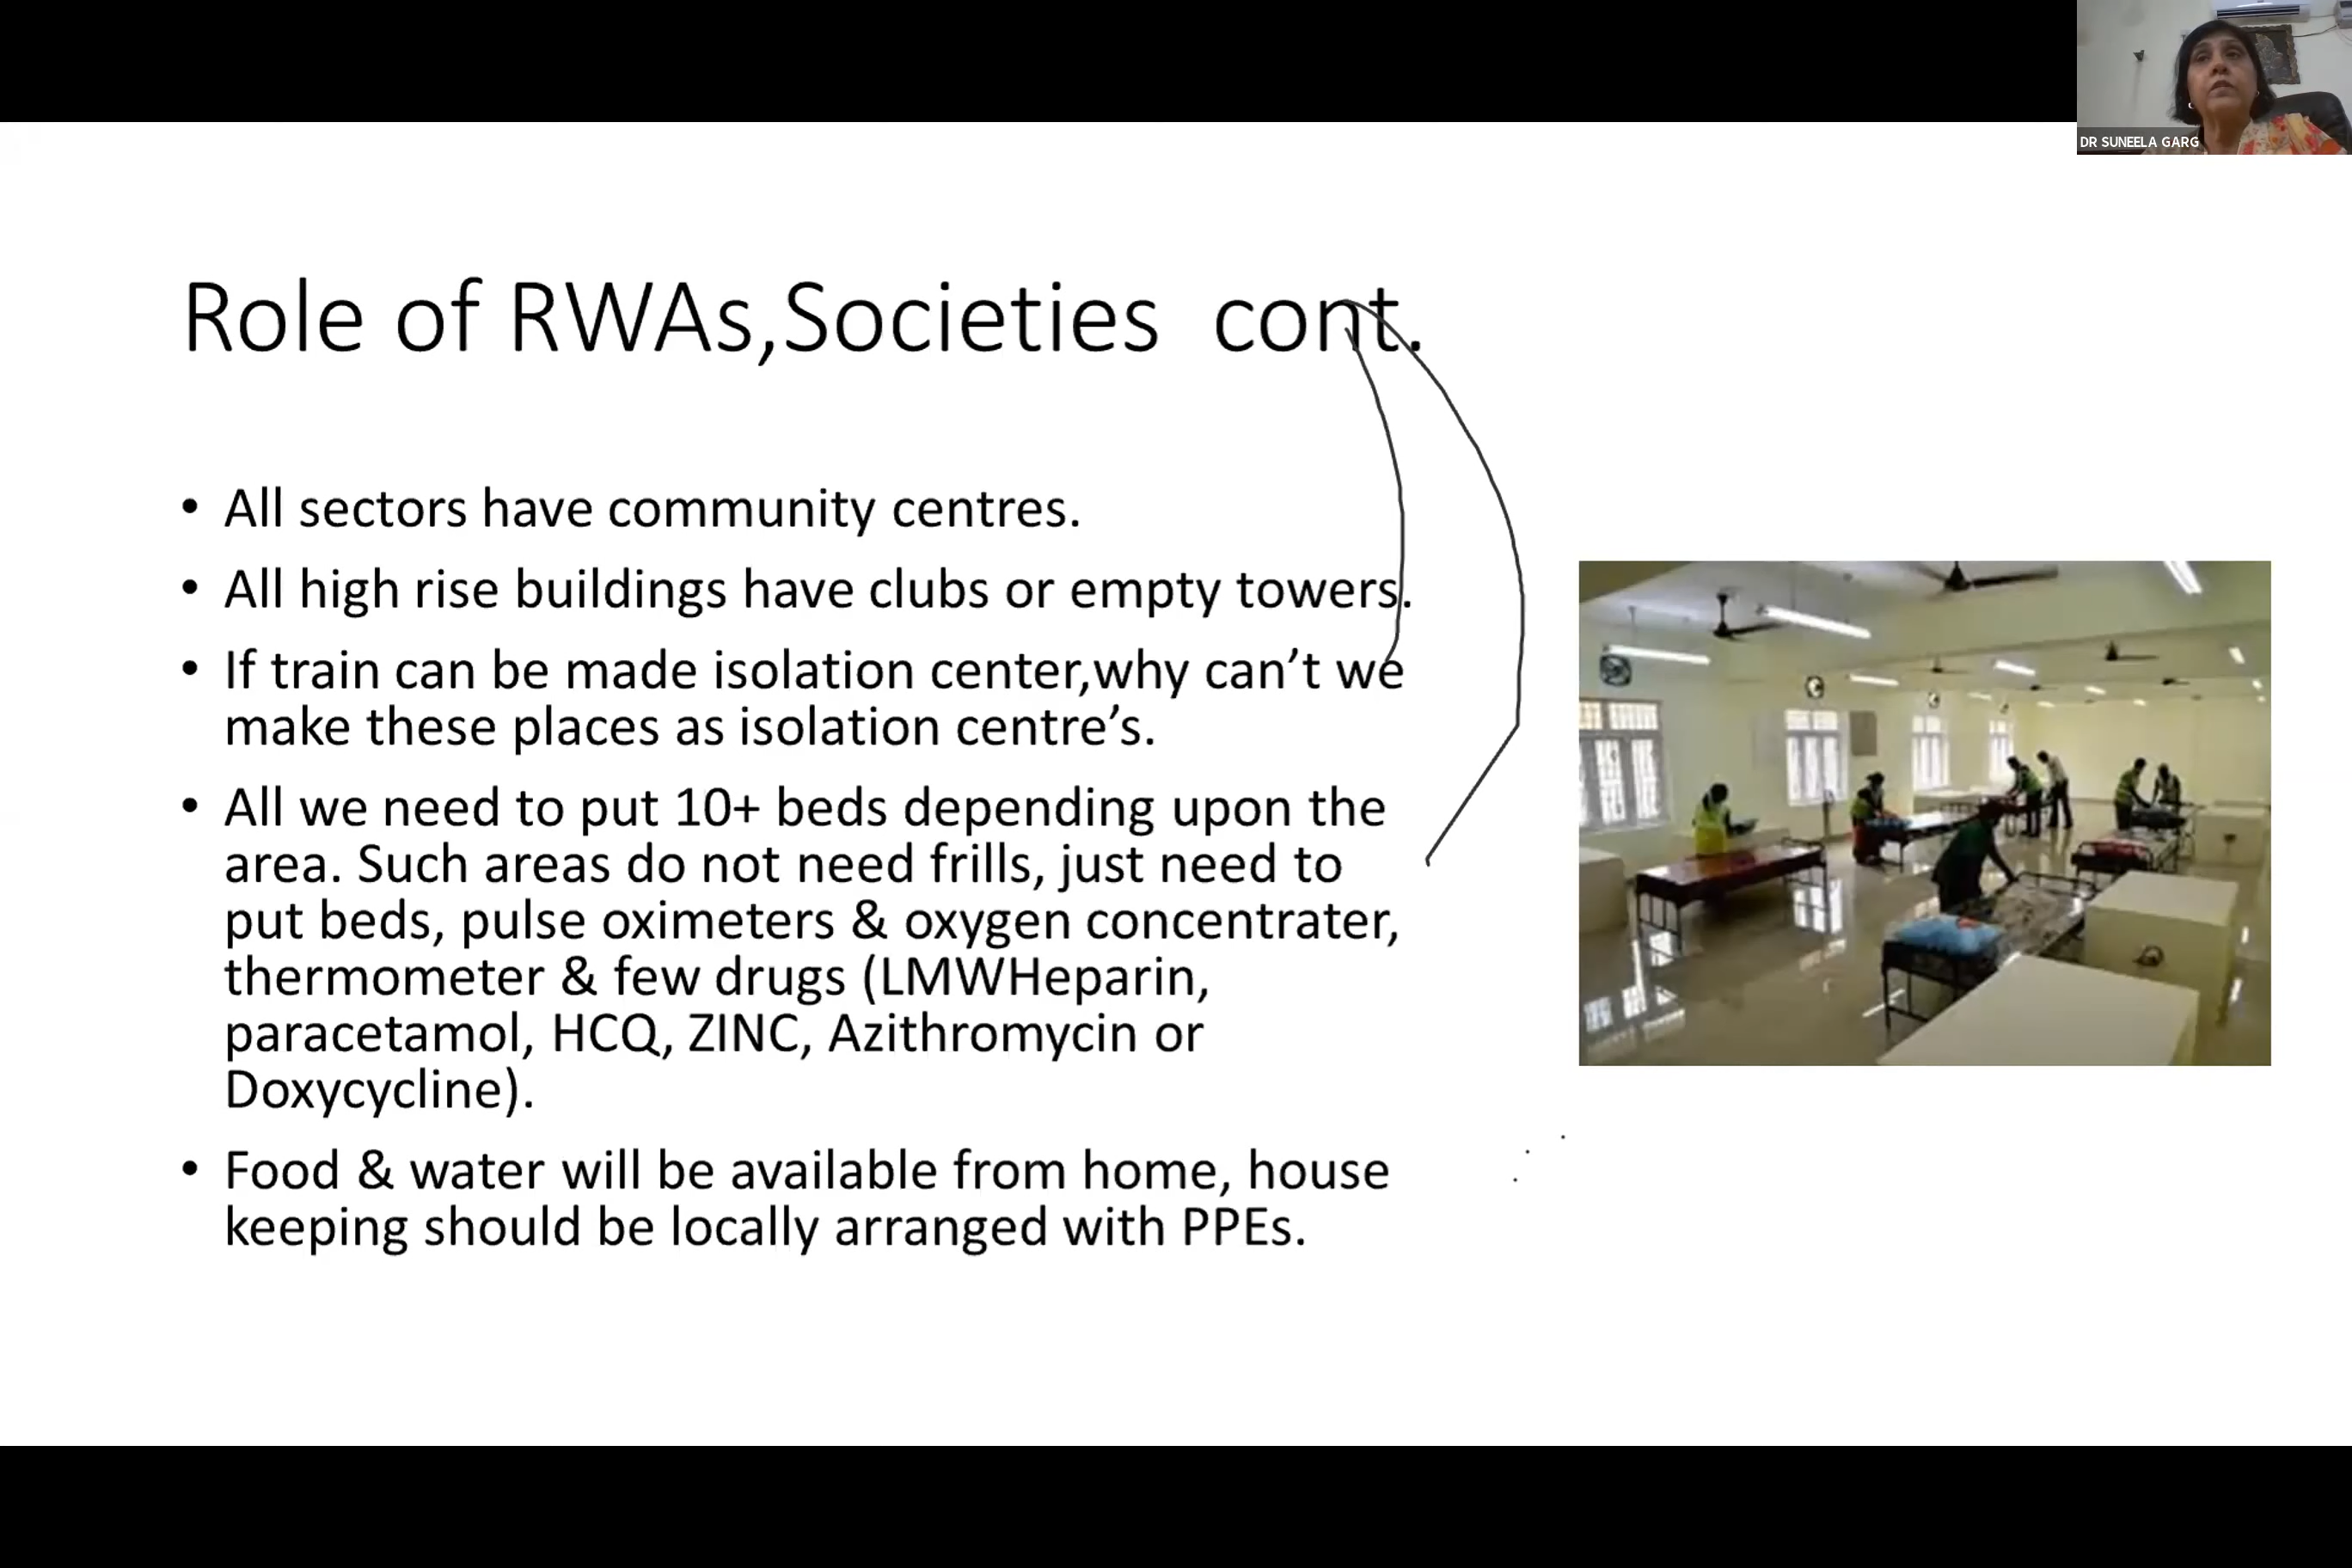 DR SUNEELA GARG
Role of RWAs,Societies cont.
• All sectors have community centres.
• All high rise buildings have clubs or empty towers.
• If train can be made isolation center,why can’t we
make these places as isolation centre’s.
• All we need to put 10+ beds depending upon the
area. Such areas do not need frills, just need to
put beds, pulse oximeters & oxygen concentrater,
thermometer & few drugs (LMWHeparin,
paracetamol, HCQ, ZINC, Azithromycin or
Doxycycline).
• Food & water will be available from home, house
keeping should be locally arranged with PPEs.